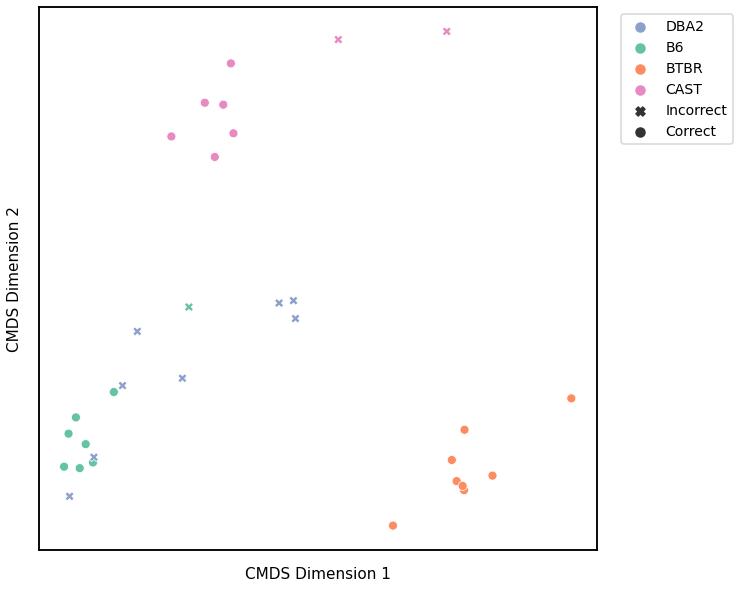 DBA2
B6
BTBR
CAST
Incorrect
Correct
CMDS Dimension 2
CMDS Dimension 1